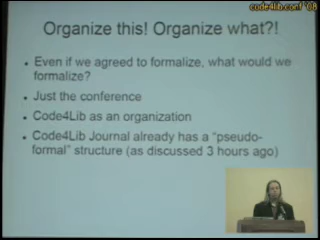 code4lib.conf '08
Organize this! Organize what?!
Even if we agreed to formalize, what would we
formalize?
Just the conference
Code4Lib as an organization
Code4Lib Journal already has a "pseudo-
formal" structure (as discussed 3 hours ago)